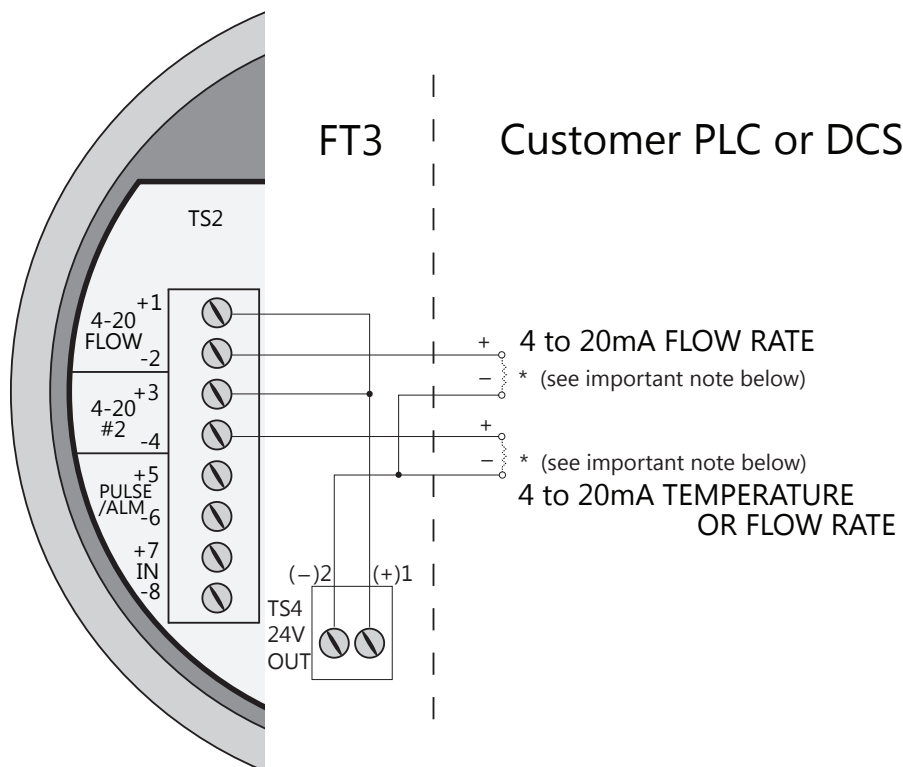 FT3
Customer PLC or DCS
TS2
+1
4-20
FLOW
-2
+3
4-20
#2
-4
+5
PULSE
/ALM
-6
+7
IN
-8
+ 4 to 20mA FLOW RATE
– * (see important note below)
+
– * (see important note below)
4 to 20mA TEMPERATURE
OR FLOW RATE
(–)2 (+)1
TS4
24V
OUT